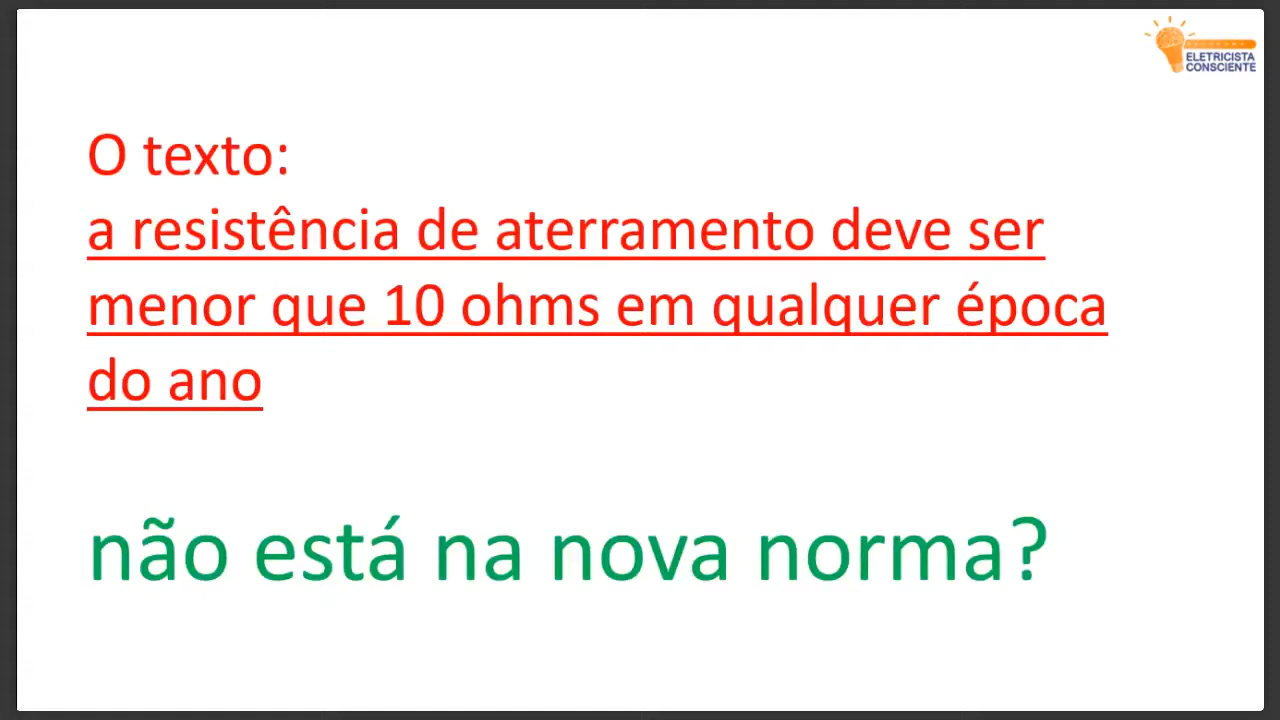 ELETRICISTA
CONSCIENTE
O texto:
a resistência de aterramento deve ser
menor que 10 ohms em qualquer época
do ano
não está na nova norma?